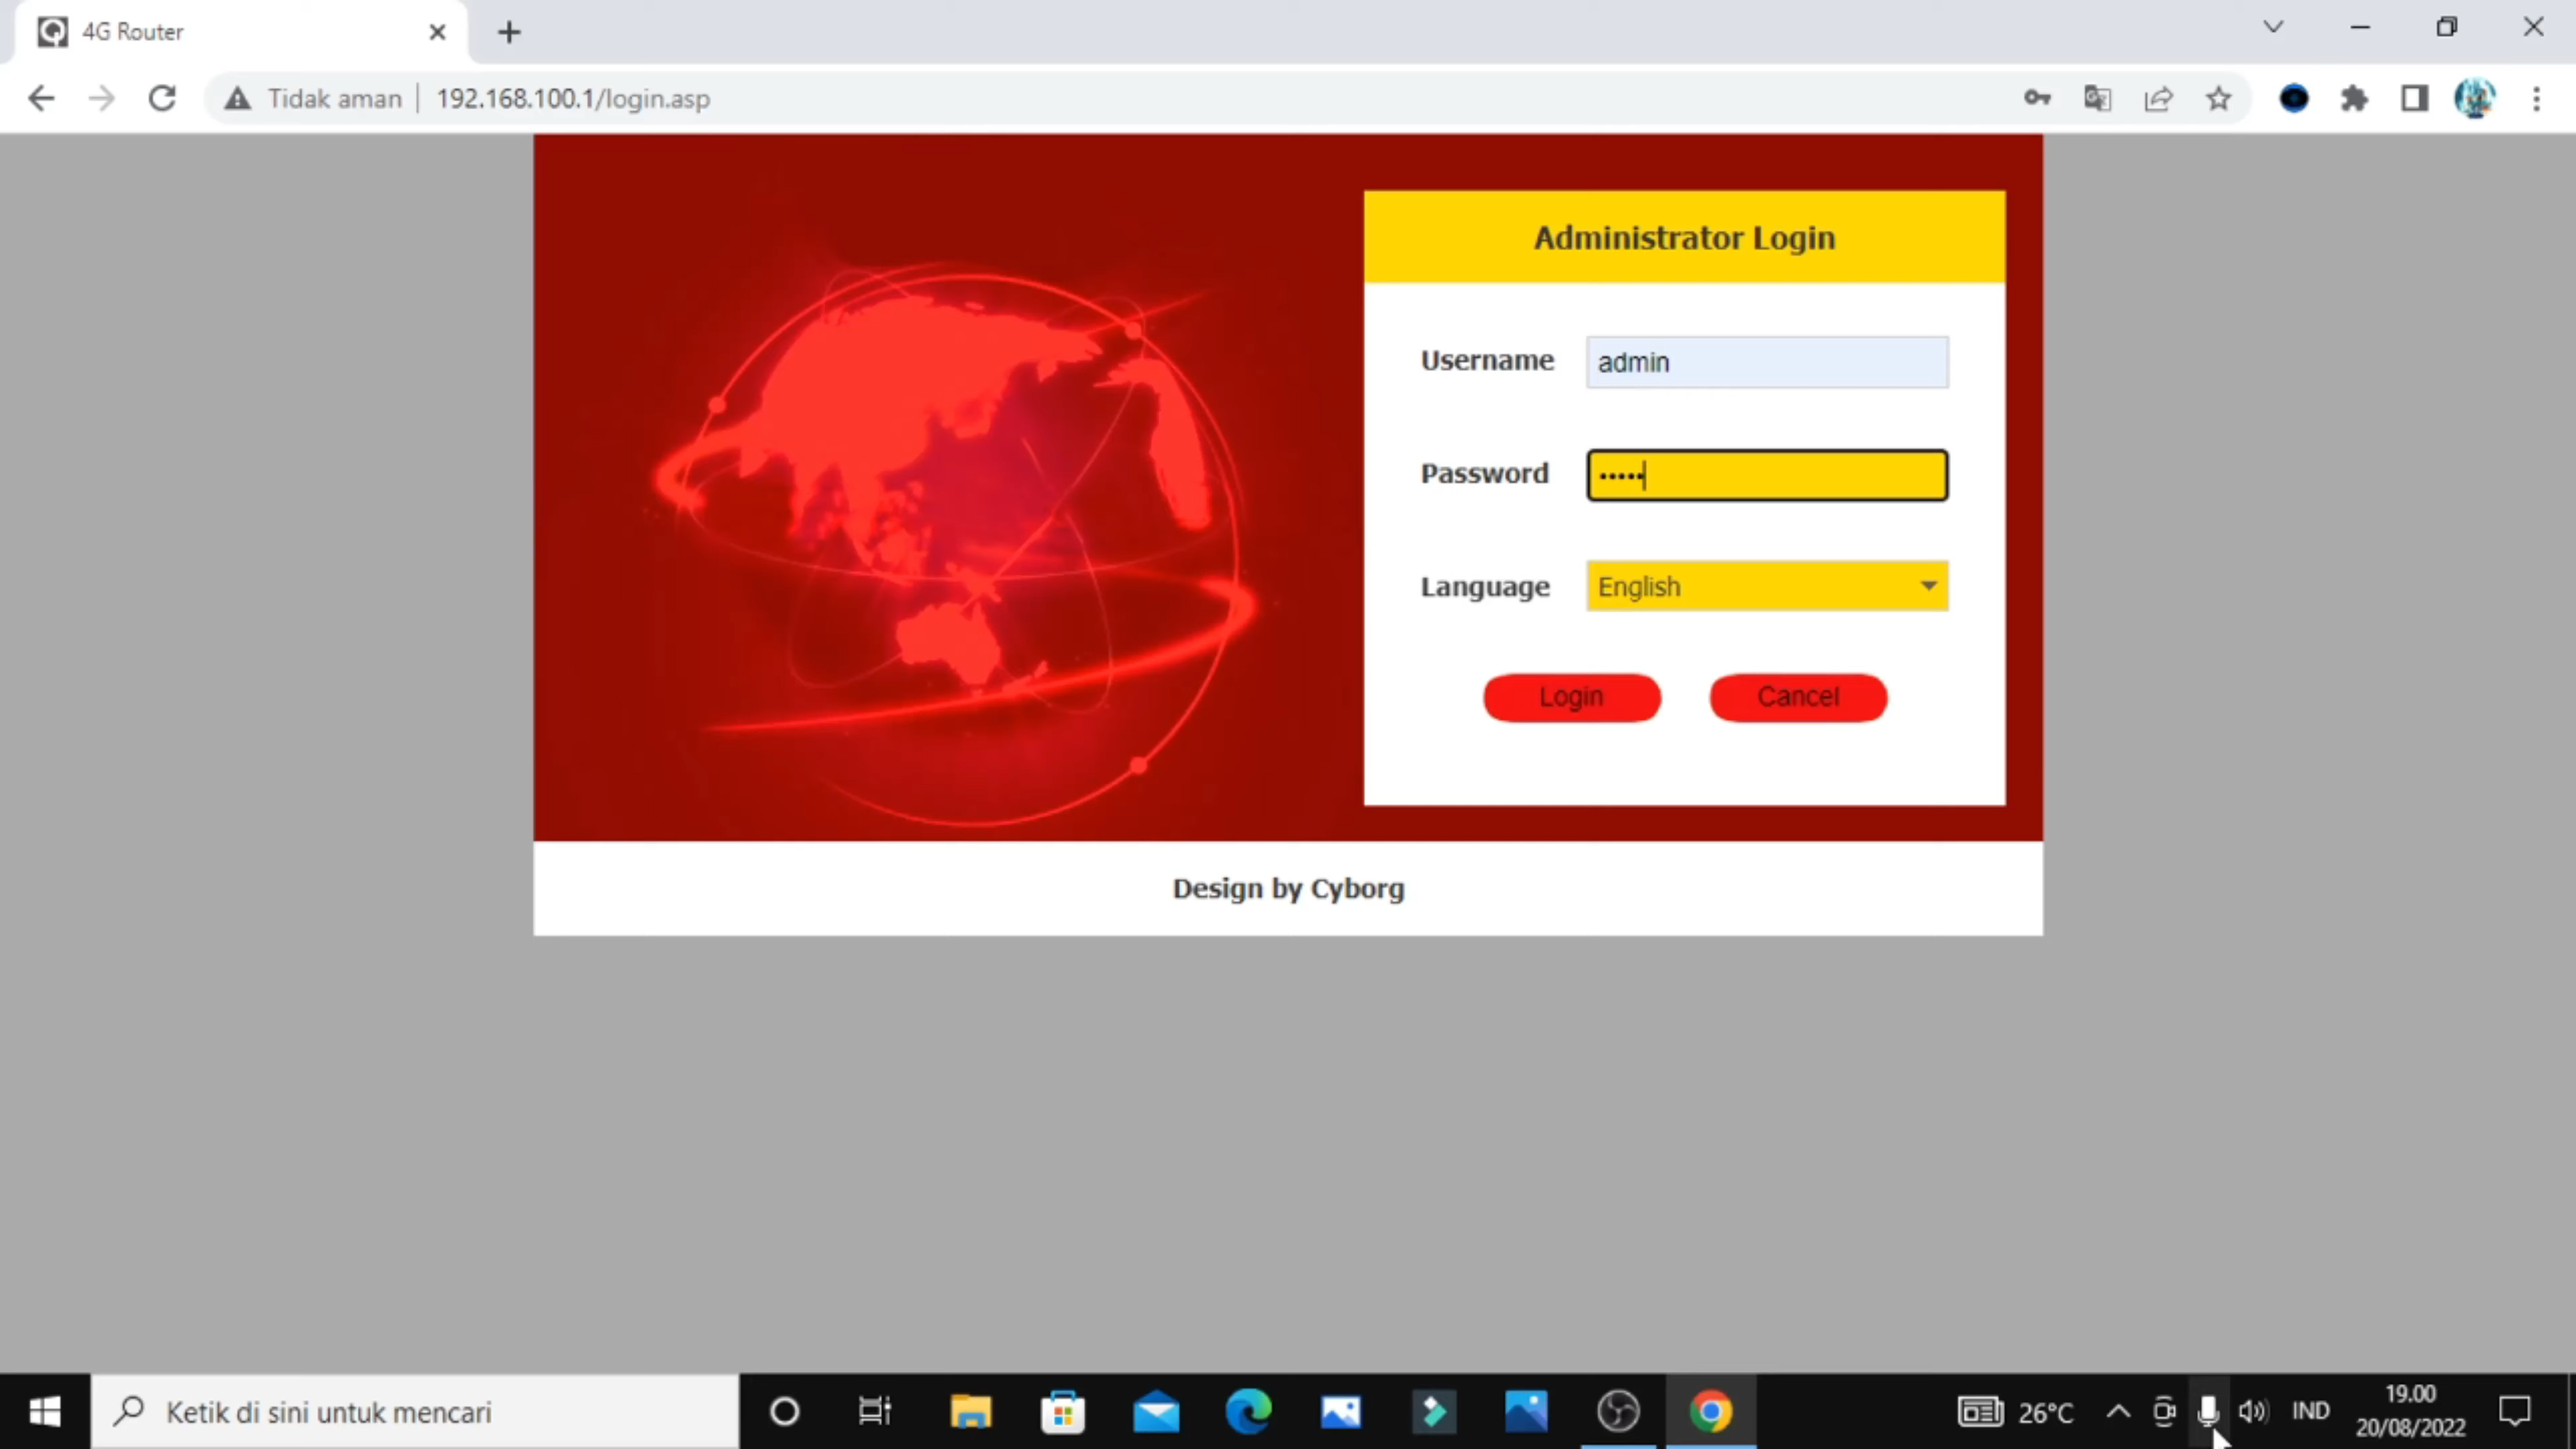 4G Router
Tidak aman | 192.168.100.1/login.asp
Administrator Login
Username admin
Password •••••
Language English
Login Cancel
Design by Cyborg
Ketik di sini untuk mencari
26°C IND 19.00
20/08/2022